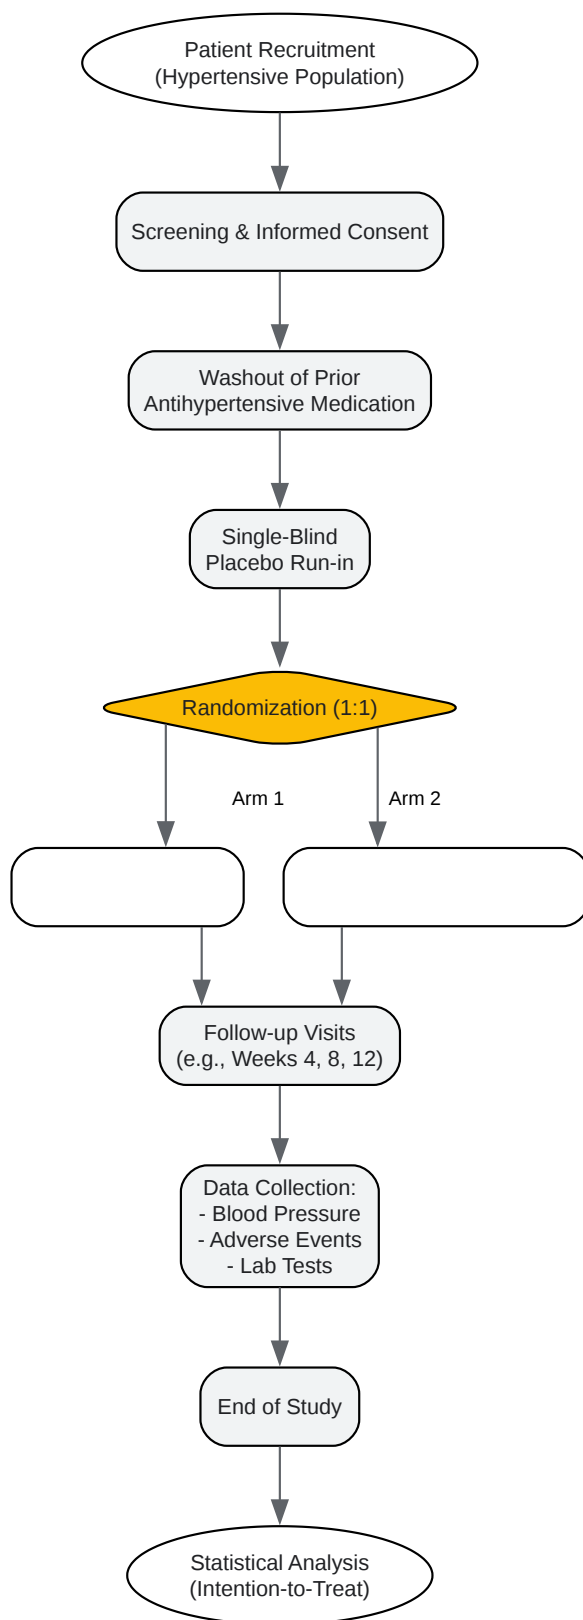 Patient Recruitment
(Hypertensive Population)
Screening & Informed Consent
Washout of Prior
Antihypertensive Medication
Single-Blind
Placebo Run-in
Randomization (1:1)
Arm 1
Arm 2
Follow-up Visits
(e.g., Weeks 4, 8, 12)
Data Collection:
- Blood Pressure
- Adverse Events
- Lab Tests
End of Study
Statistical Analysis
(Intention-to-Treat)